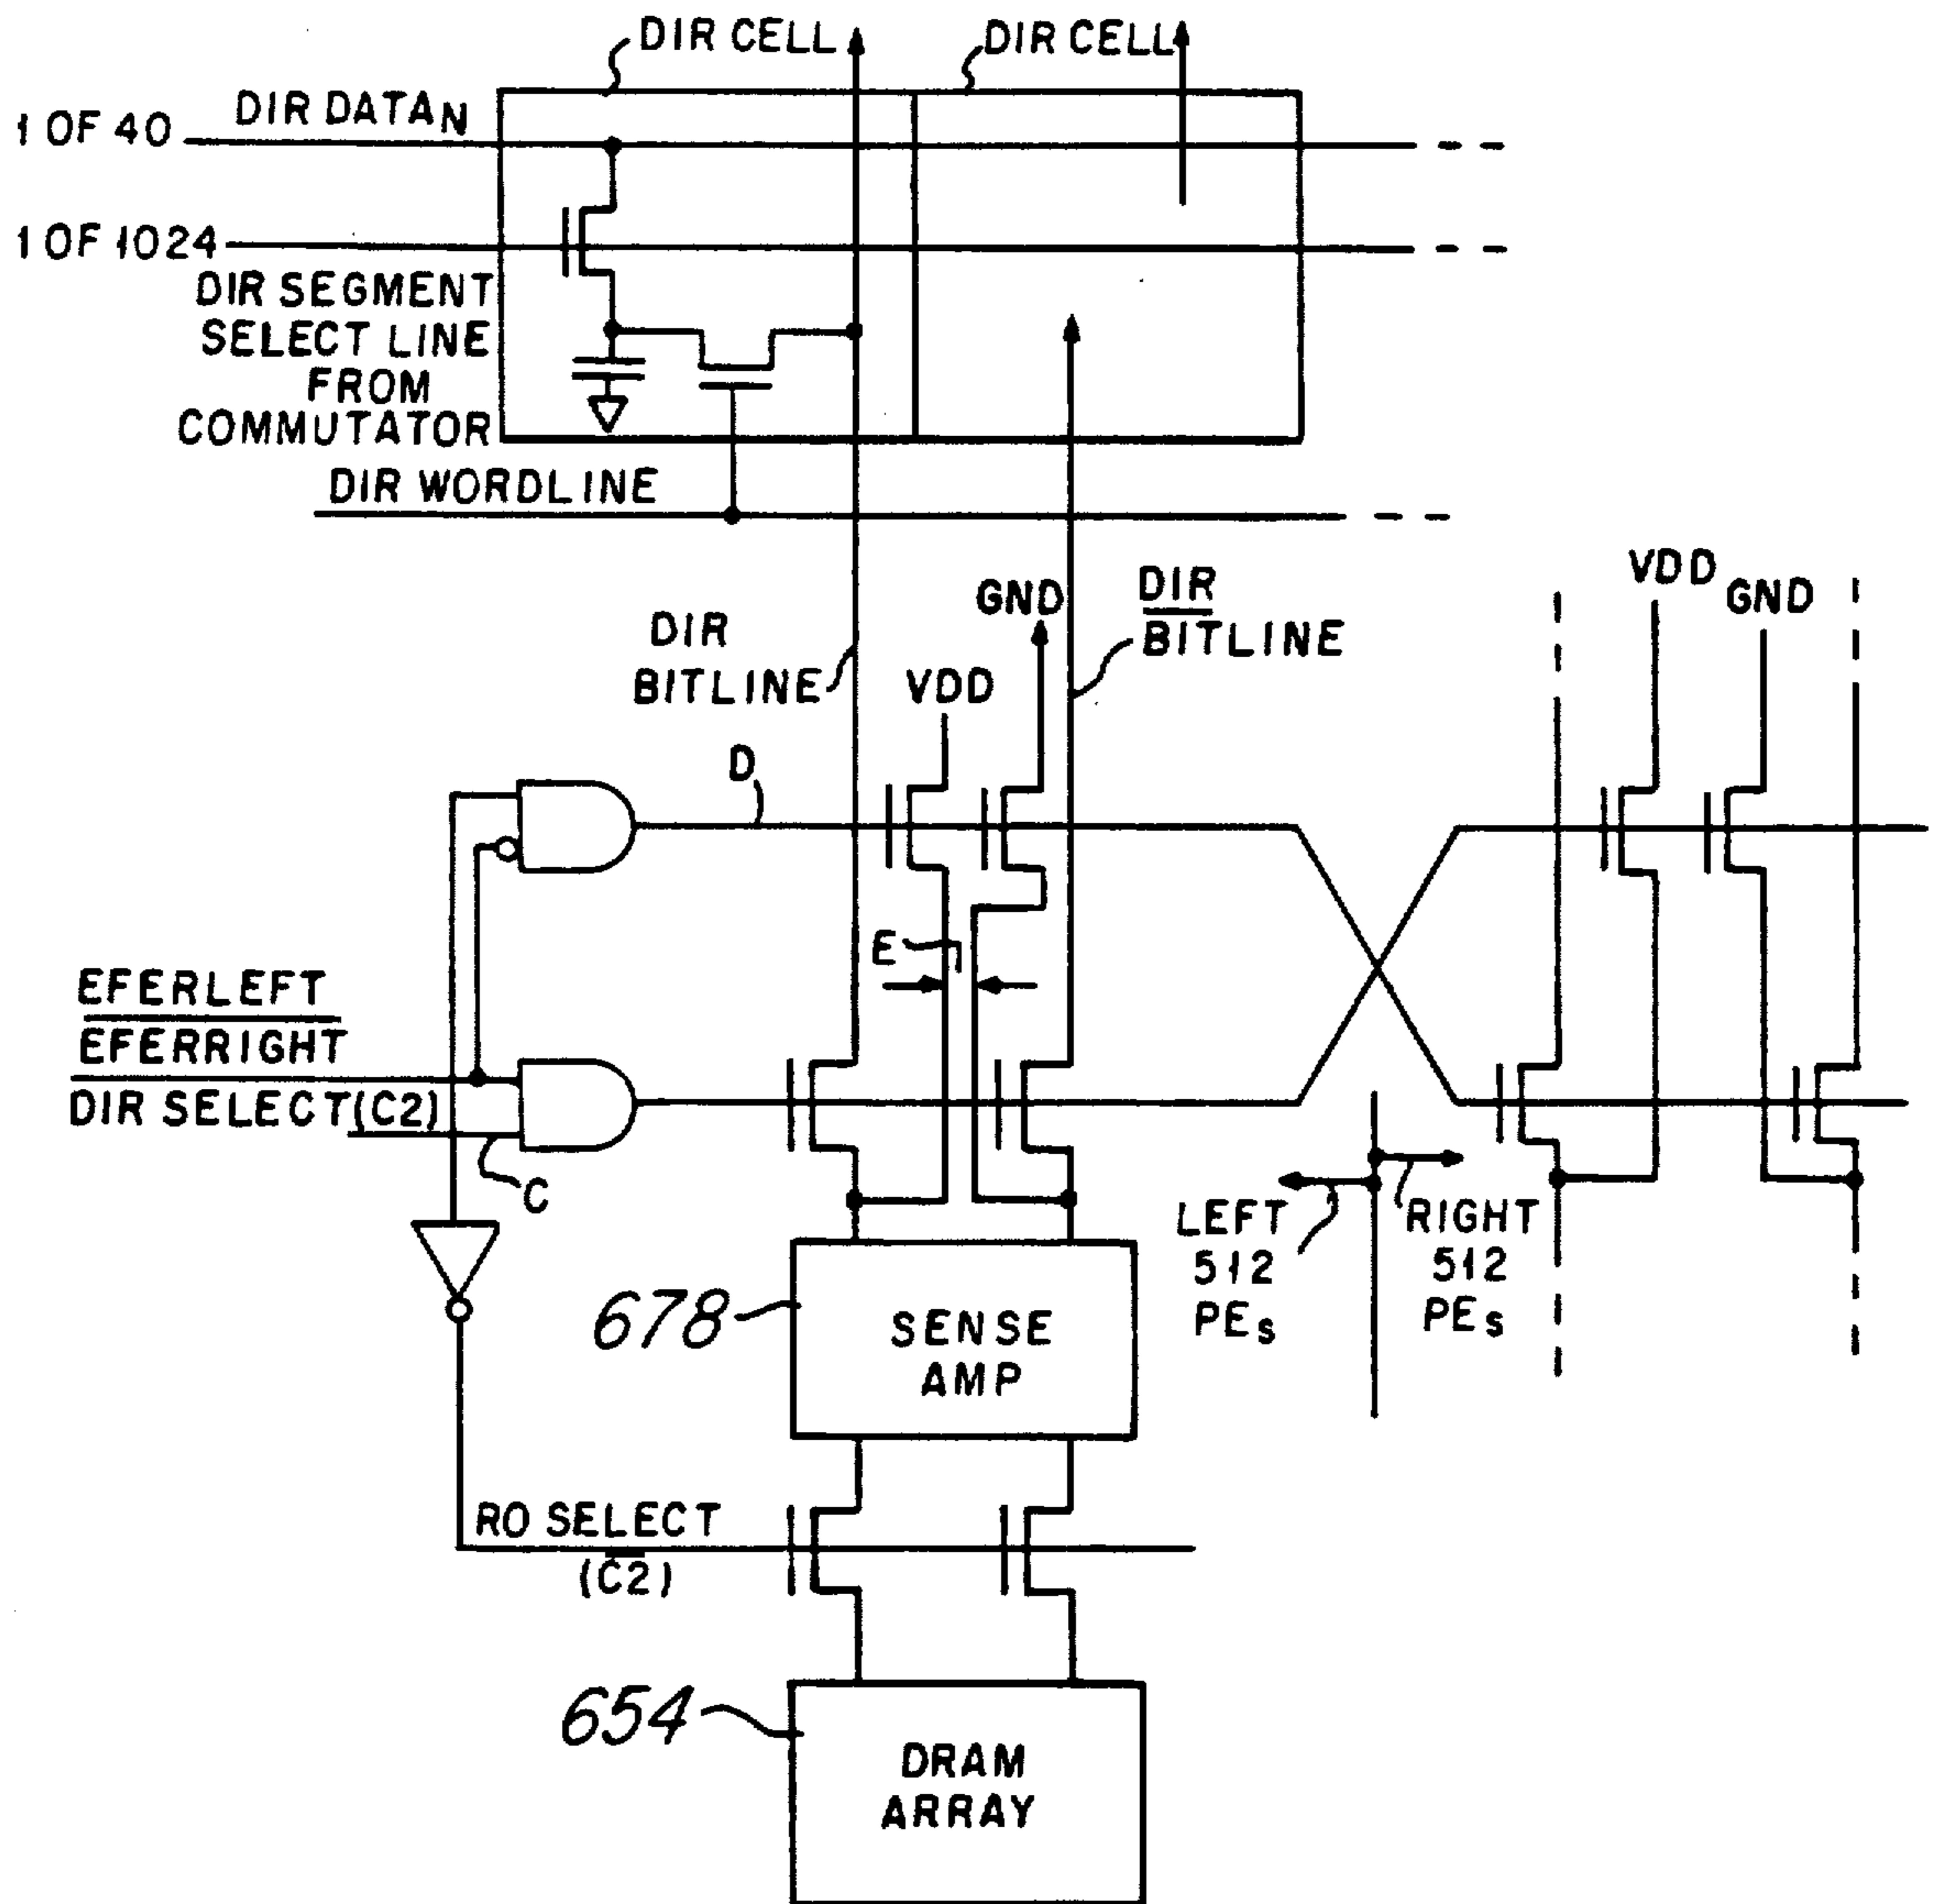 DIR CELL
DIR CELL
DIR DATAN
1 OF 40
1 OF 1024
DIR SEGMENT
SELECT LINE
FROM
COMMUTATOR
DIR WORDLINE
VDD
GND
GND
DIR
BITLINE
DIR
BITLINE
VDD
D
E
EFERLEFT
EFERRIGHT
DIR SELECT(C2)
C
LEFT
512
PEs
RIGHT
512
PEs
678
SENSE
AMP
RO SELECT
(C2)
654
DRAM
ARRAY